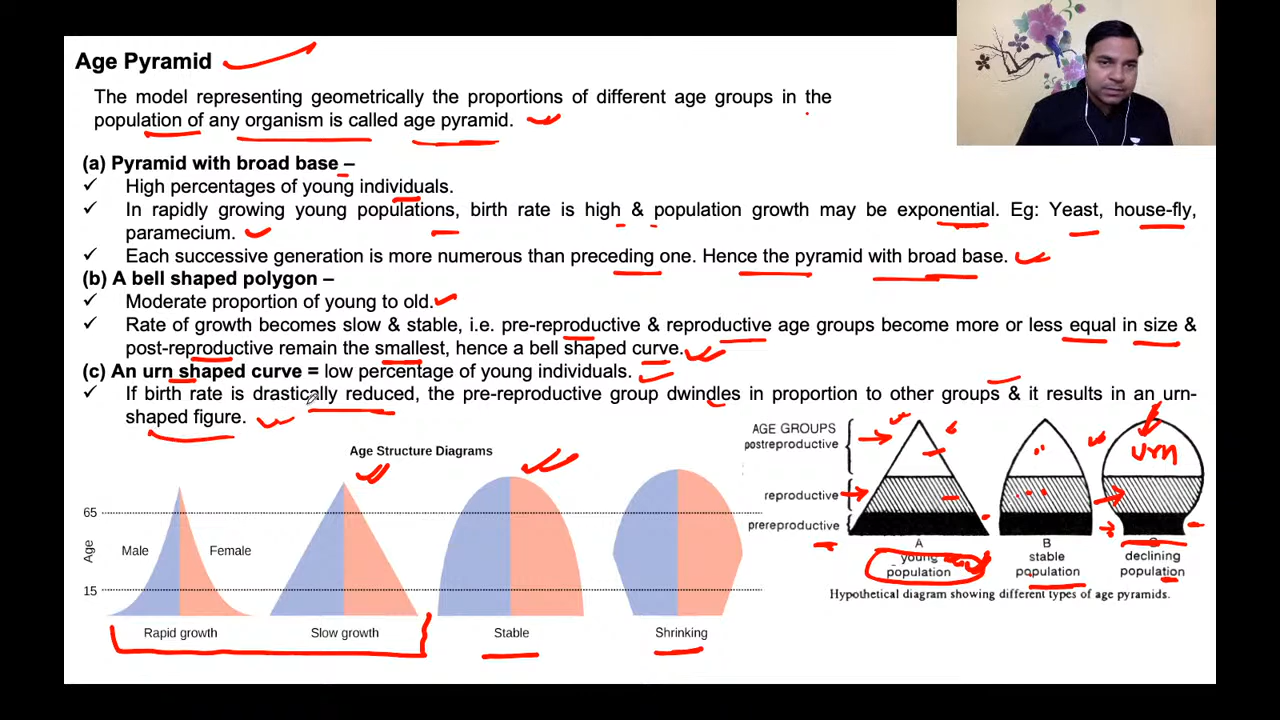 Age Pyramid
The model representing geometrically the proportions of different age groups in the
population of any organism is called age pyramid.
(a) Pyramid with broad base –
✓ High percentages of young individuals.
✓ In rapidly growing young populations, birth rate is high & population growth may be exponential. Eg: Yeast, house-fly,
paramecium.
✓ Each successive generation is more numerous than preceding one. Hence the pyramid with broad base.
(b) A bell shaped polygon –
✓ Moderate proportion of young to old.
✓ Rate of growth becomes slow & stable, i.e. pre-reproductive & reproductive age groups become more or less equal in size &
post-reproductive remain the smallest, hence a bell shaped curve.
(c) An urn shaped curve = low percentage of young individuals.
✓ If birth rate is drastically reduced, the pre-reproductive group dwindles in proportion to other groups & it results in an urn-
shaped figure.
Age Structure Diagrams
65
Age
Male
Female
15
Rapid growth
Slow growth
Stable
Shrinking
AGE GROUPS
postreproductive
reproductive
prereproductive
urn
A
young
population
B
stable
population
declining
population
Hypothetical diagram showing different types of age pyramids.